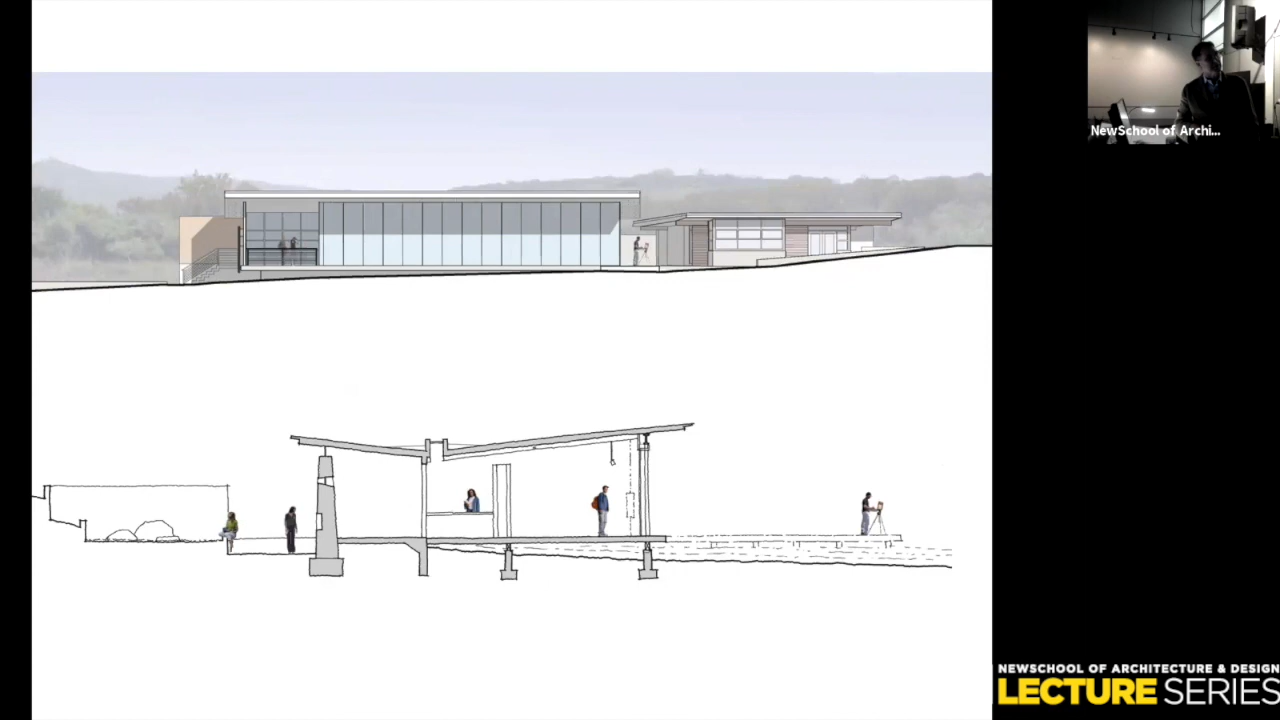 NewSchool of Archi...
NEWSCHOOL OF ARCHITECTURE & DESIGN
LECTURE SERIES